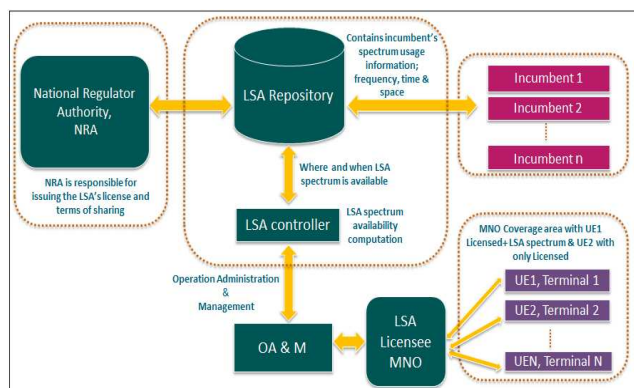 National Regulator
Authority,
NRA
NRA is responsible for
issuing the LSA's license and
terms of sharing
LSA Repository
Contains incumbent's
spectrum usage
information;
frequency, time &
space
Incumbent 1
Incumbent 2
Incumbent n
Where and when LSA
spectrum is available
LSA controller
LSA spectrum
availability
computation
Operation Administration
&
Management
OA & M
LSA
Licensee
MNO
MNO Coverage area with UE1
Licensed+LSA spectrum & UE2 with
only Licensed
UE1, Terminal 1
UE2, Terminal 2
UEN, Terminal N